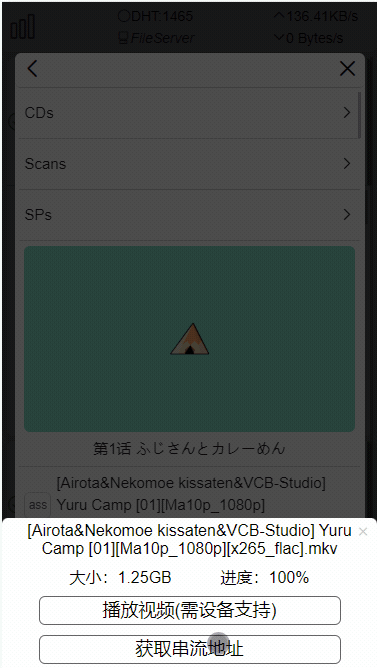 DHT:1465
136.41KB/s
FileServer
0 Bytes/s
CDs
Scans
SPs
第1话 ふじさんとカレーめん
[Airota&Nekomoe kissaten&VCB-Studio]
ass
Yuru Camp [01][Ma10p_1080p]
[Airota&Nekomoe kissaten&VCB-Studio] Yuru
Camp [01][Ma10p_1080p][x265_flac].mkv
大小：1.25GB
进度：100%
播放视频(需设备支持)
获取串流地址